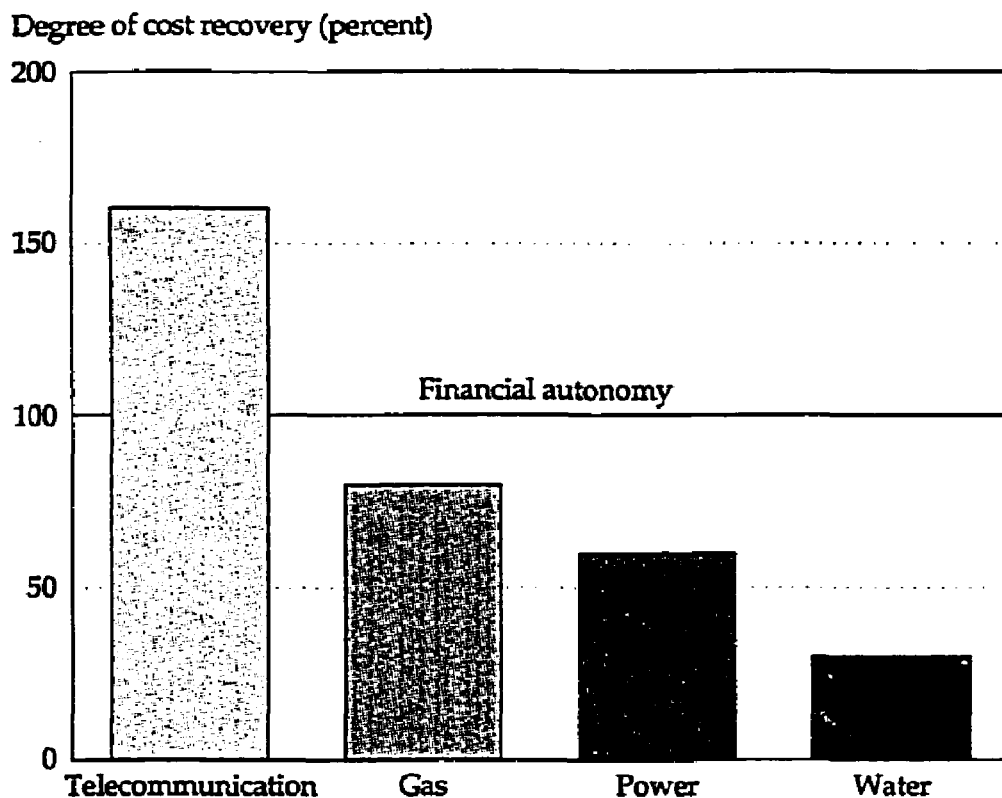 Degree of cost recovery (percent)
200
150
Financial autonomy
100
50
0
Telecommunication Gas Power Water